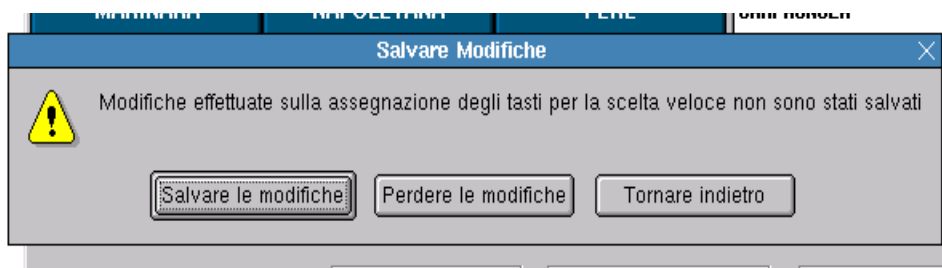 MARINARA NAPOLETANA PERE
Salvare Modifiche
Modifiche effettuate sulla assegnazione degli tasti per la scelta veloce non sono stati salvati
Salvare le modifiche Perdere le modifiche Tornare indietro